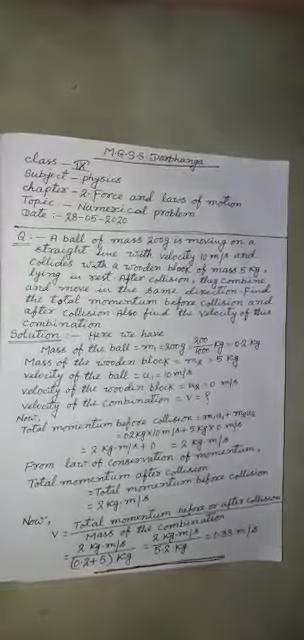 M.G.S.S. Darbhanga
class - IX
Subject - physics
chapter - 2. Force and laws of motion
Topic :- Numerical problem
Date :- 28-05-2020
Q:- A ball of mass 200g is moving on a
straight line with velocity 10 m/s and
collides with a wooden block of mass 5 kg,
lying in rest. After collision, they combine
and move in the same direction. Find
the total momentum before collision and
after collision. Also find the velocity of this
combination
Solution :- Here we have
Mass of the ball = m₁ = 200g = 200/1000 kg = 0.2 kg
Mass of the wooden block = m₂ = 5 kg
velocity of the ball = u₁ = 10 m/s
velocity of the wooden block = u₂ = 0 m/s
velocity of the combination = v = ?
Now,
Total momentum before collision = m₁u₁ + m₂u₂
= 0.2kg x 10 m/s + 5kg x 0 m/s
= 2 kg m/s + 0 = 2 kg m/s
From law of conservation of momentum,
Total momentum after collision
= Total momentum before collision
= 2 kg m/s
Now,
v = Total momentum before or after collision
Mass of the combination
= 2 kg m/s / (0.2+5) kg = 2 kg m/s / 5.2 kg